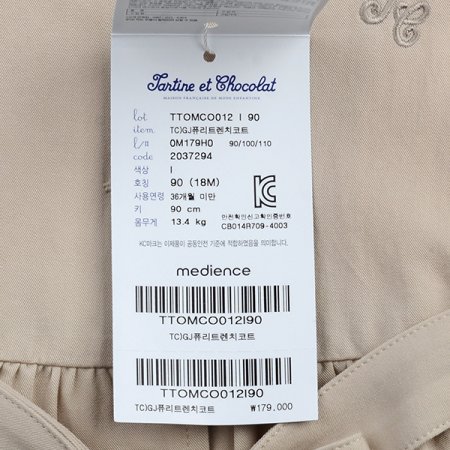 Tartine et Chocolat
MAISON FRANÇAISE DE MODE ENFANTINE
lot TTOMCO012 I 90
item TC)GJ퓨리트렌치코트
l/# 0M179H0 90/100/110
code 2037294
색상 I
호칭 90 (18M)
사용연령 36개월 미만
키 90 cm
몸무게 13.4 kg
안전확인신고확인증번호
CB014R709-4003
KC마크는 이제품이 공통안전 기준에 적합하였음을 의미합니다.
medience
TTOMCO012I90
TC)GJ퓨리트렌치코트
TTOMCO012I90
TC)GJ퓨리트렌치코트 ₩179,000